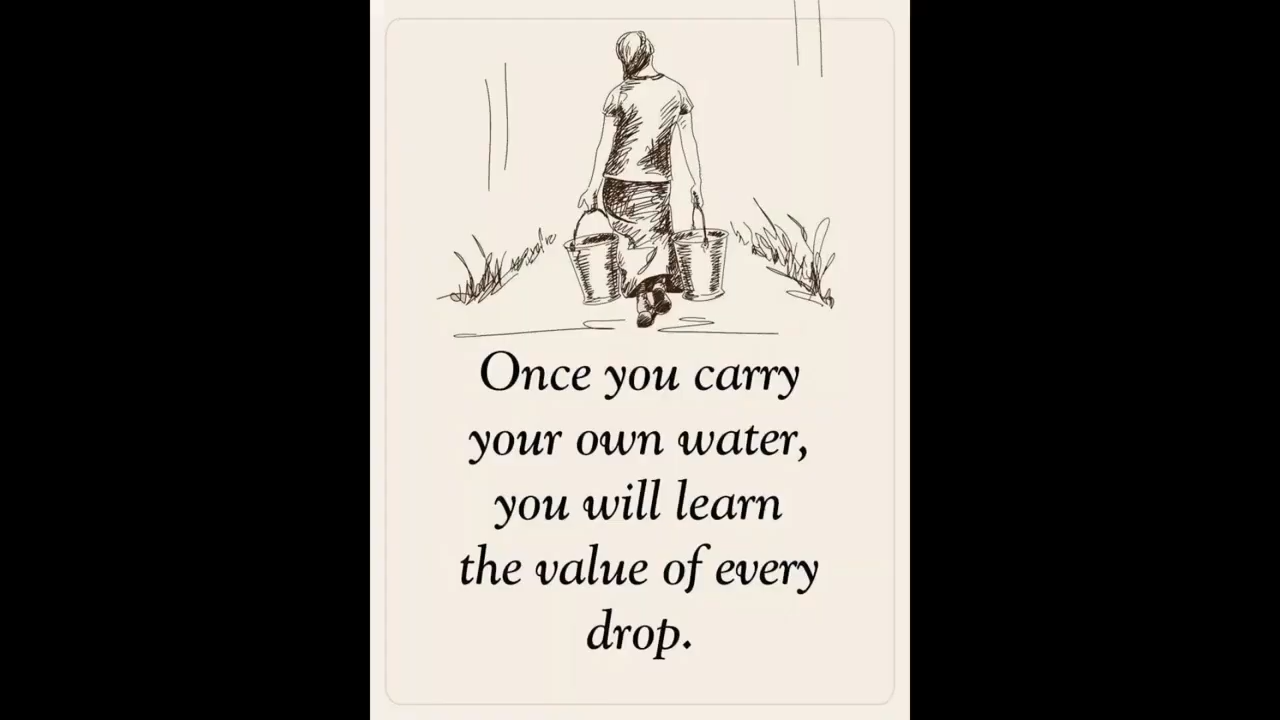 Once you carry
your own water,
you will learn
the value of every
drop.